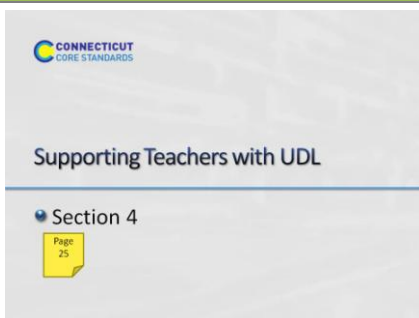 CONNECTICUT
CORE STANDARDS
Supporting Teachers with UDL
Section 4
Page
25